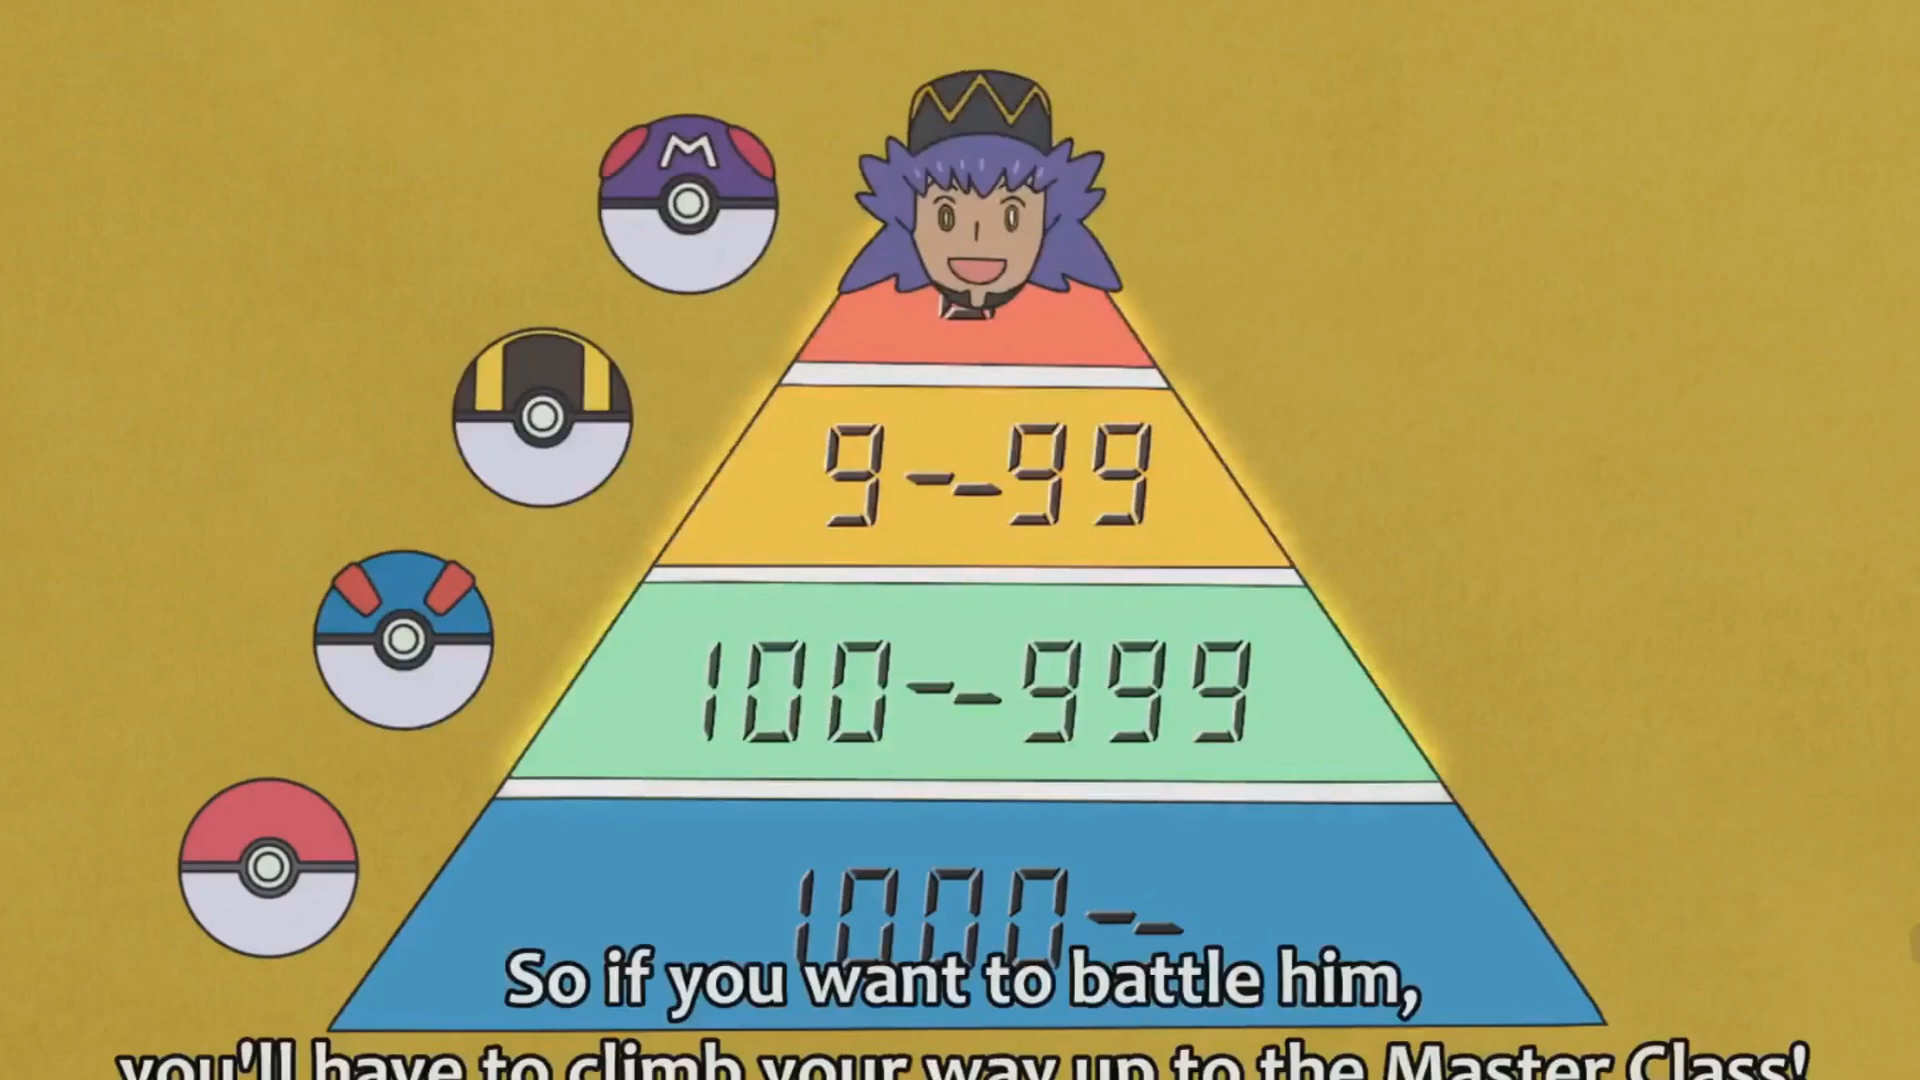 M
9~99
100~999
1000~
So if you want to battle him,
you'll have to climb your way up to the Master Class!